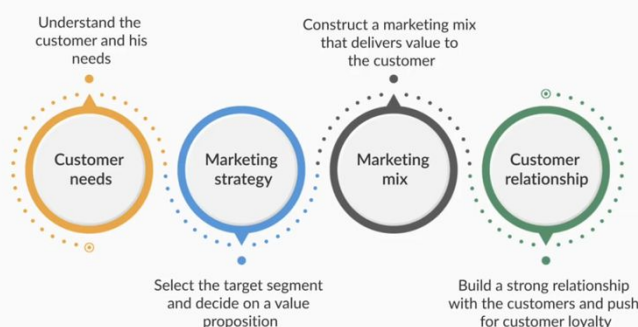 Understand the
customer and his
needs
Construct a marketing mix
that delivers value to
the customer
Customer
needs
Marketing
strategy
Marketing
mix
Customer
relationship
Select the target segment
and decide on a value
proposition
Build a strong relationship
with the customers and push
for customer loyalty